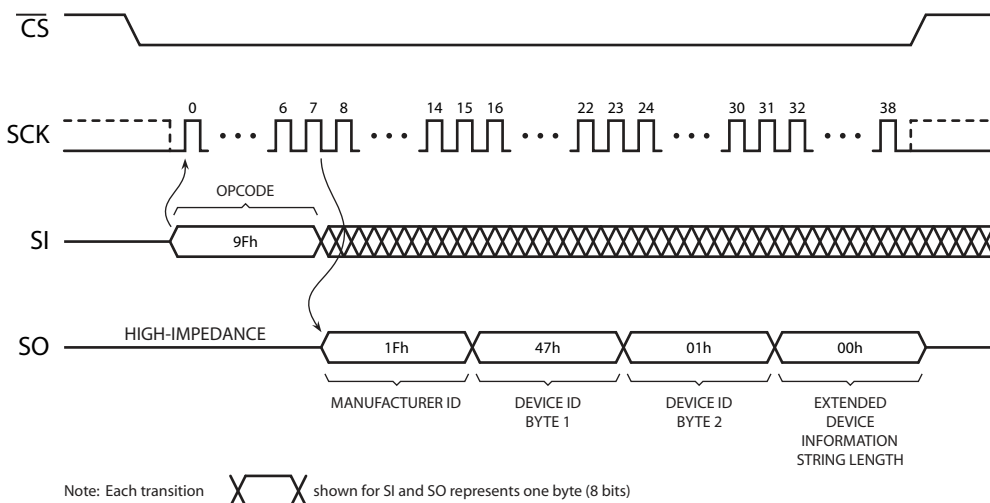 CS
0 6 7 8 14 15 16 22 23 24 30 31 32 38
SCK
OPCODE
SI 9Fh
HIGH-IMPEDANCE
SO 1Fh 47h 01h 00h
MANUFACTURER ID DEVICE ID DEVICE ID EXTENDED
BYTE 1 BYTE 2 DEVICE
INFORMATION
STRING LENGTH
Note: Each transition shown for SI and SO represents one byte (8 bits)